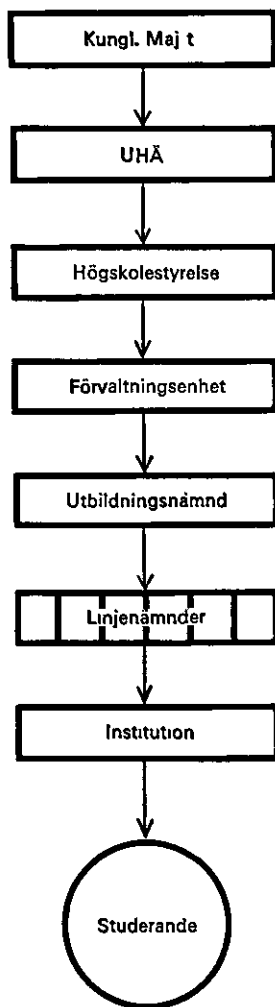 Kungl. Maj t
UHÄ
Högskolestyrelse
Förvaltningsenhet
Utbildningsnämnd
Linjenämnder
Institution
Studerande